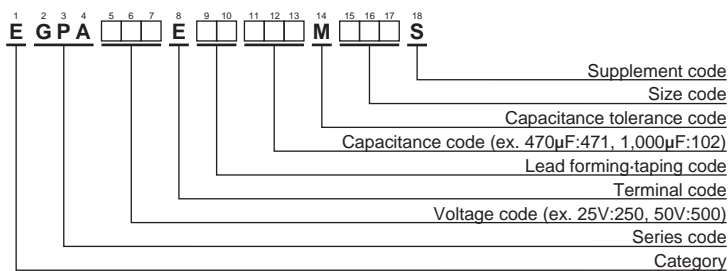 1 2 3 4 5 6 7 8 9 10 11 12 13 14 15 16 17 18
E G P A E M S
Supplement code
Size code
Capacitance tolerance code
Capacitance code (ex. 470µF:471, 1,000µF:102)
Lead forming·taping code
Terminal code
Voltage code (ex. 25V:250, 50V:500)
Series code
Category